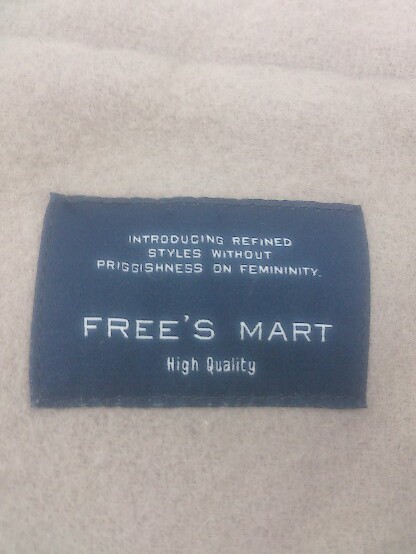 INTRODUCING REFINED
STYLES WITHOUT
PRIGGISHNESS ON FEMININITY.
FREE'S MART
High Quality